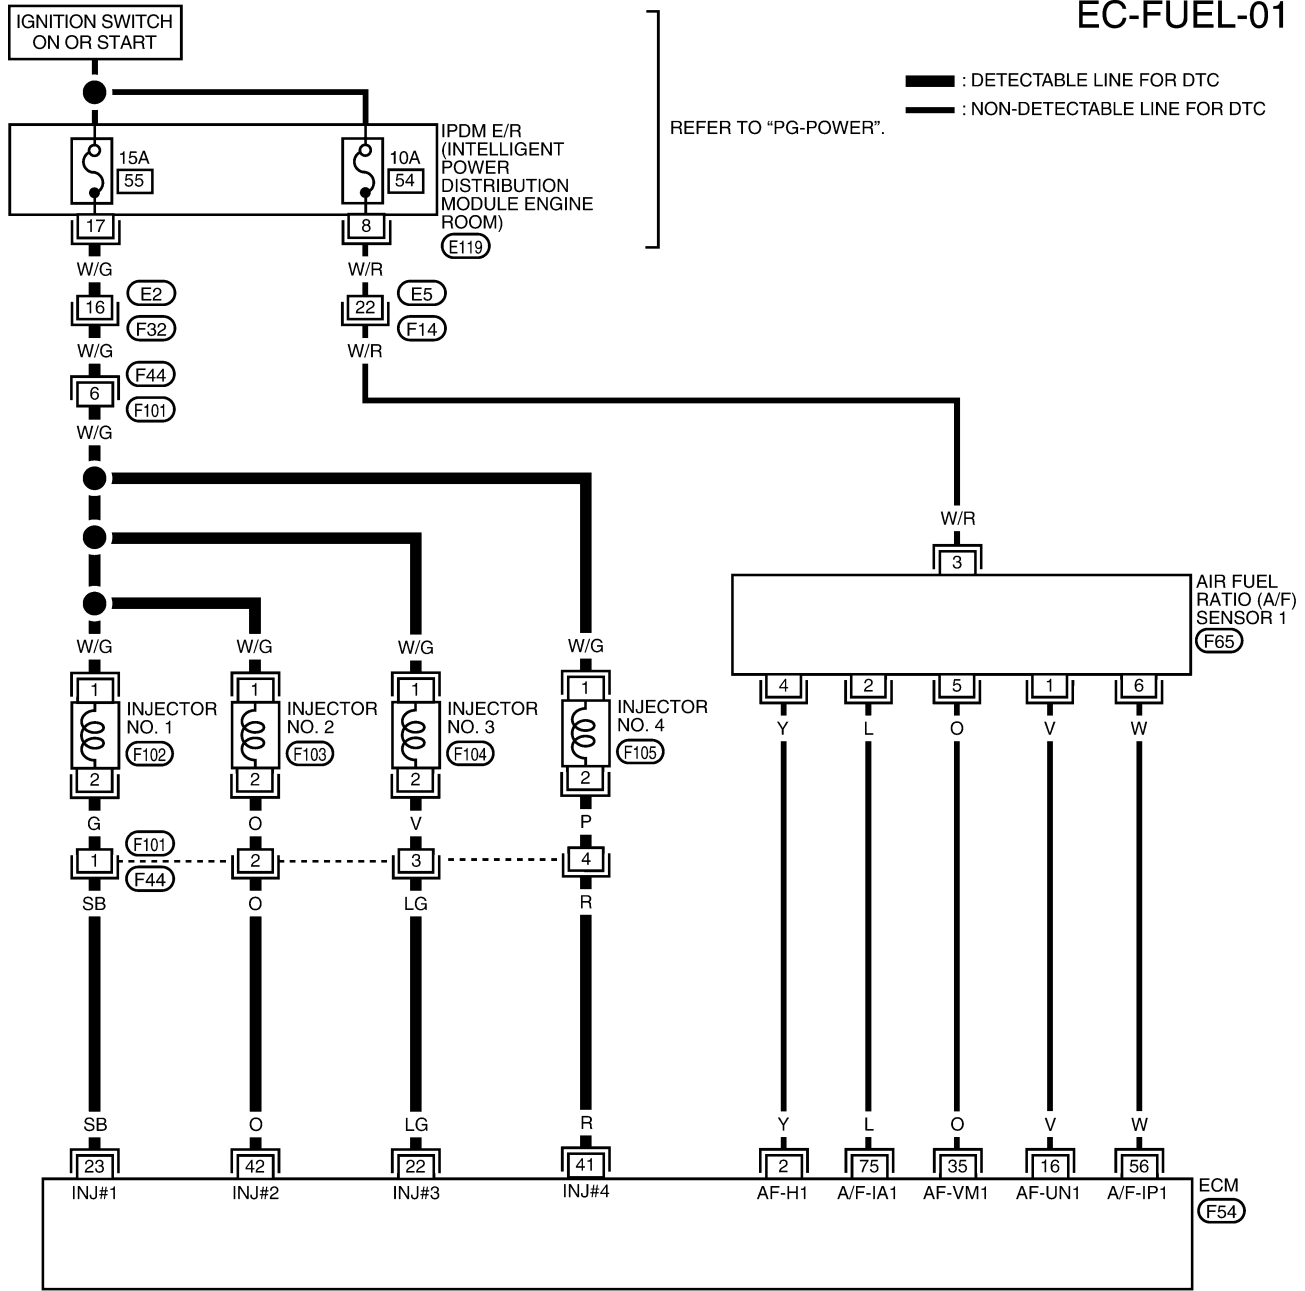 EC-FUEL-01
IGNITION SWITCH
ON OR START
: DETECTABLE LINE FOR DTC
: NON-DETECTABLE LINE FOR DTC
REFER TO “PG-POWER”.
IPDM E/R
(INTELLIGENT
POWER
DISTRIBUTION
MODULE ENGINE
ROOM)
E119
15A
55
10A
54
17
8
W/G
W/R
16
E2
F32
22
E5
F14
W/G
W/R
6
F44
F101
W/G
W/R
3
AIR FUEL
RATIO (A/F)
SENSOR 1
F65
W/G
W/G
W/G
W/G
1
1
1
1
4
2
5
1
6
INJECTOR
NO. 1
F102
INJECTOR
NO. 2
F103
INJECTOR
NO. 3
F104
INJECTOR
NO. 4
F105
Y
L
O
V
W
2
2
2
2
G
O
V
P
F101
F44
1
2
3
4
SB
O
LG
R
SB
O
LG
R
Y
L
O
V
W
23
42
22
41
2
75
35
16
56
INJ#1
INJ#2
INJ#3
INJ#4
AF-H1
A/F-IA1
AF-VM1
AF-UN1
A/F-IP1
ECM
F54